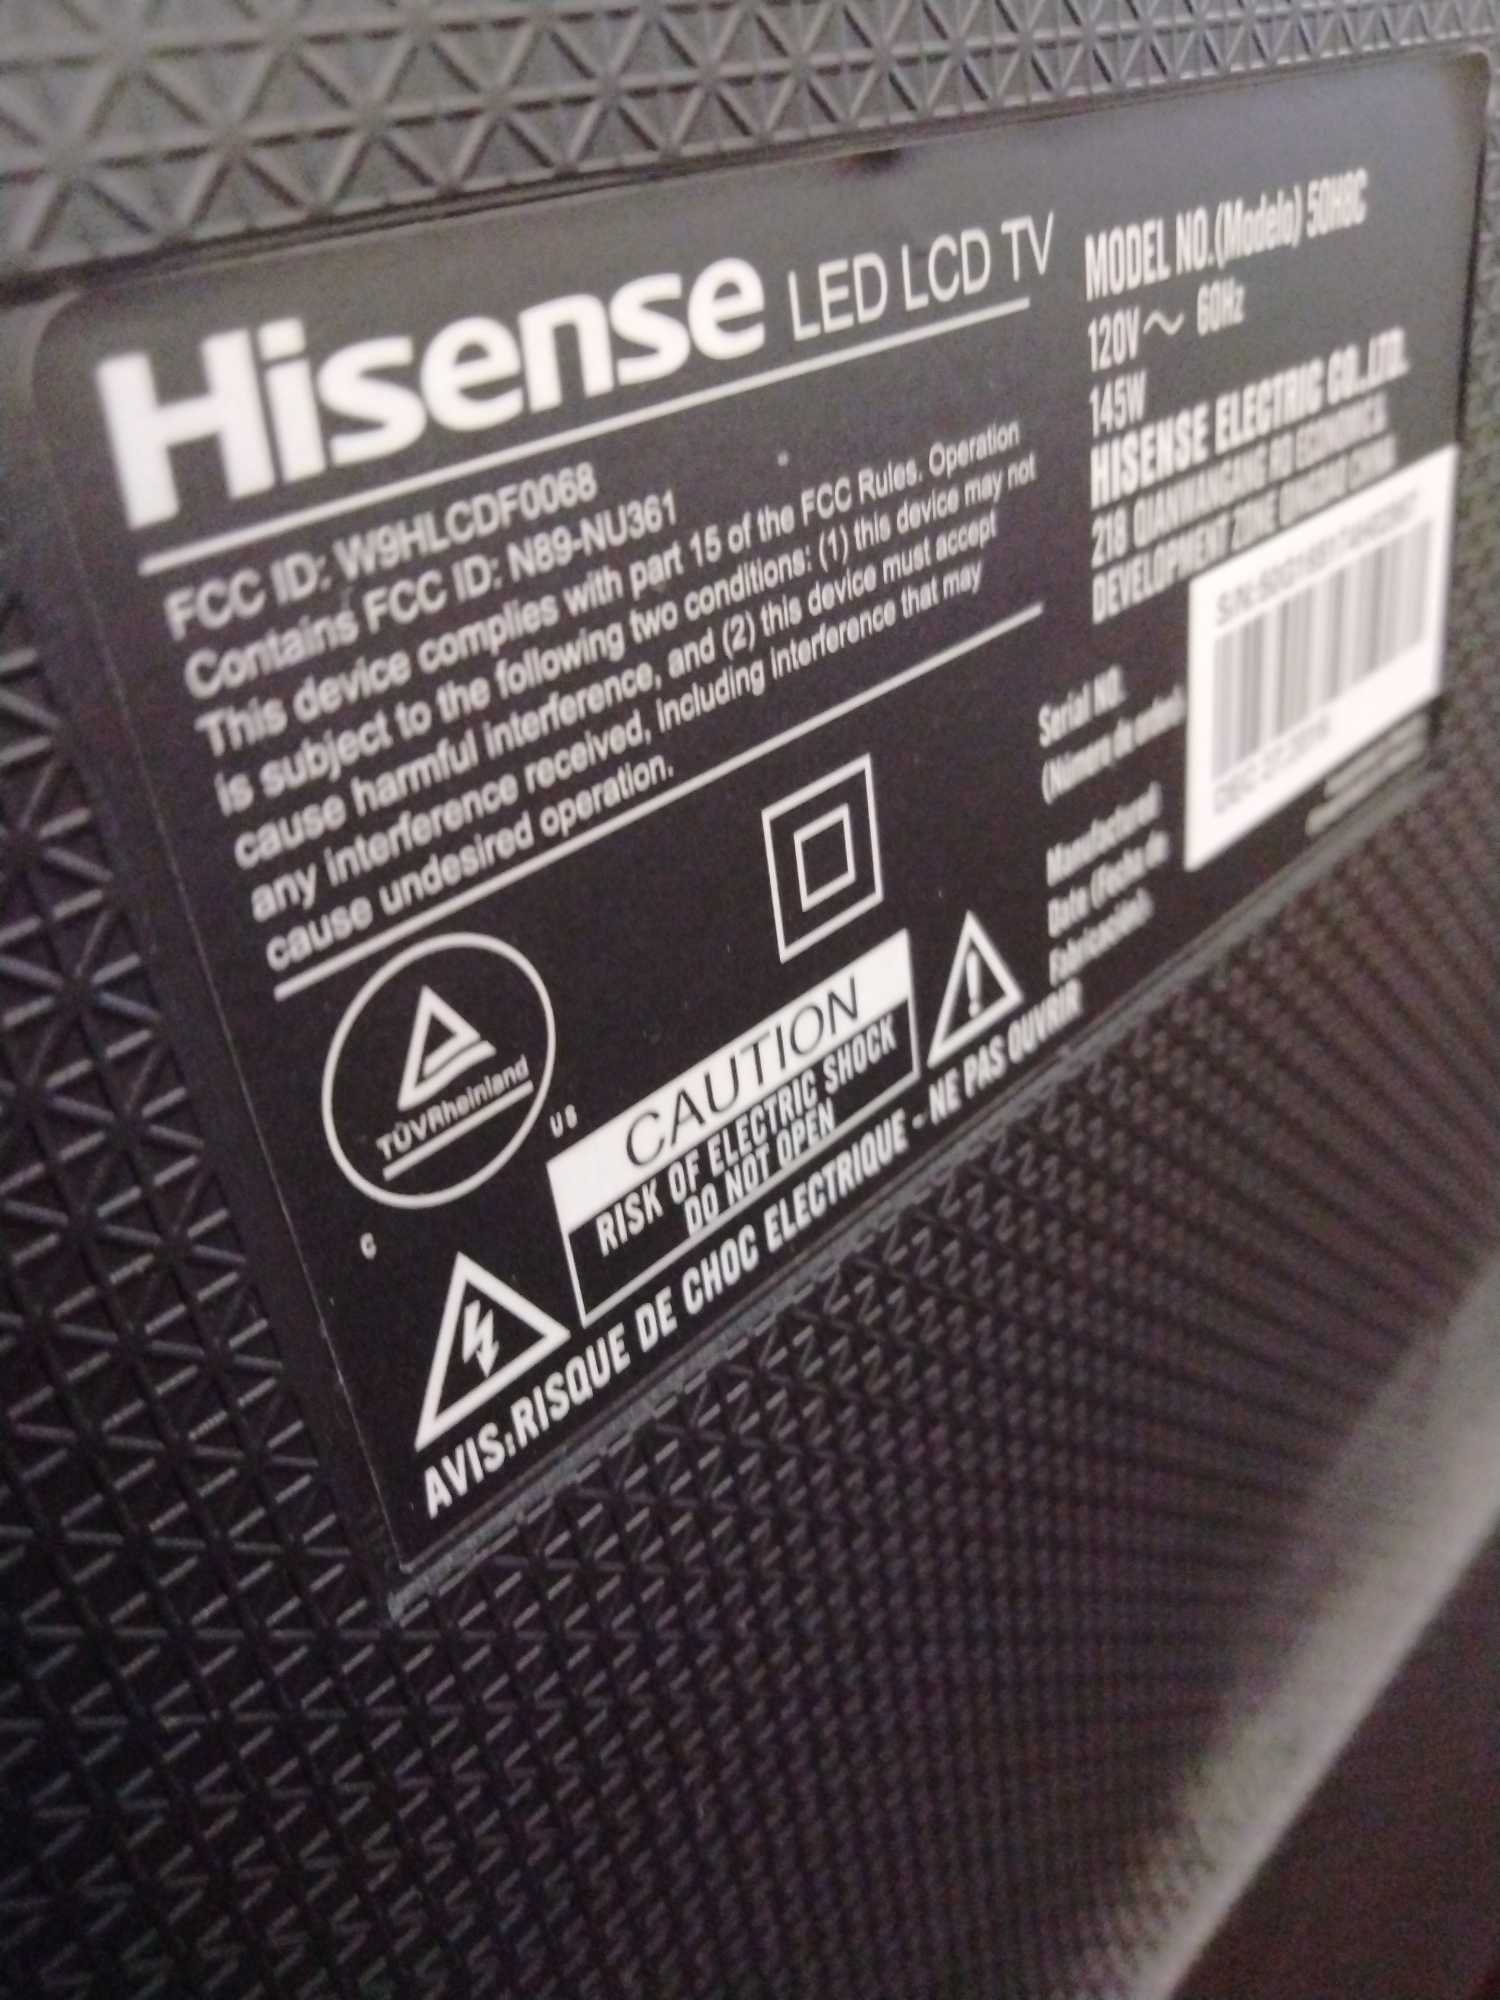 Hisense LED LCD TV
FCC ID: W9HLCDF0068
Contains FCC ID: N89-NU361
This device complies with part 15 of the FCC Rules. Operation
is subject to the following two conditions: (1) this device may not
cause harmful interference, and (2) this device must accept
any interference received, including interference that may
cause undesired operation.
TÜVRheinland
C US
CAUTION
RISK OF ELECTRIC SHOCK
DO NOT OPEN
AVIS:RISQUE DE CHOC ELECTRIQUE - NE PAS OUVRIR
MODEL NO.(Modelo) 50H8C
120V～ 60Hz
145W
HISENSE ELECTRIC CO.,LTD.
218 QIANWANGANG RD ECONOMIC&
DEVELOPMENT ZONE QINGDAO CHINA
Serial NO.
(Número de
Manufactured
Date (Fecha de
Fabricación):
S/N:
DEC 27 2016